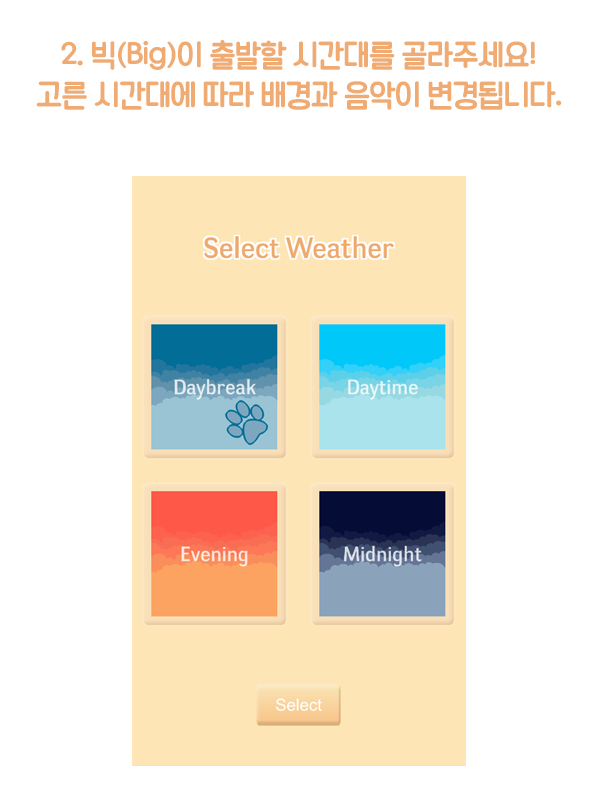 2. 빅(Big)이 출발할 시간대를 골라주세요!
고른 시간대에 따라 배경과 음악이 변경됩니다.
Select Weather
Daybreak
Daytime
Evening
Midnight
Select